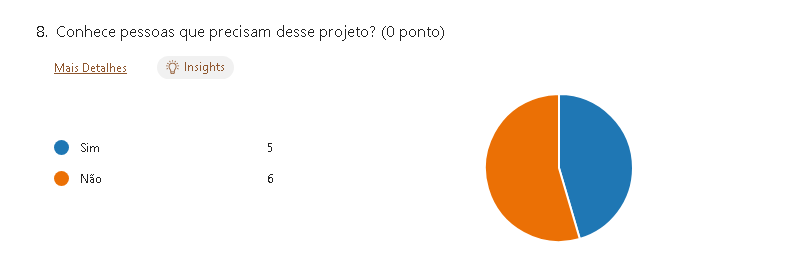 8. Conhece pessoas que precisam desse projeto? (0 ponto)
Mais Detalhes Insights
Sim 5
Não 6